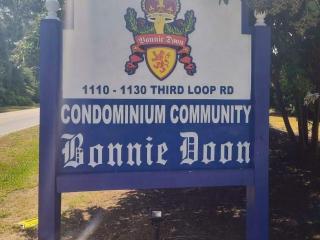 Bonnie Doon
1110 - 1130 THIRD LOOP RD
CONDOMINIUM COMMUNITY
Bonnie Doon